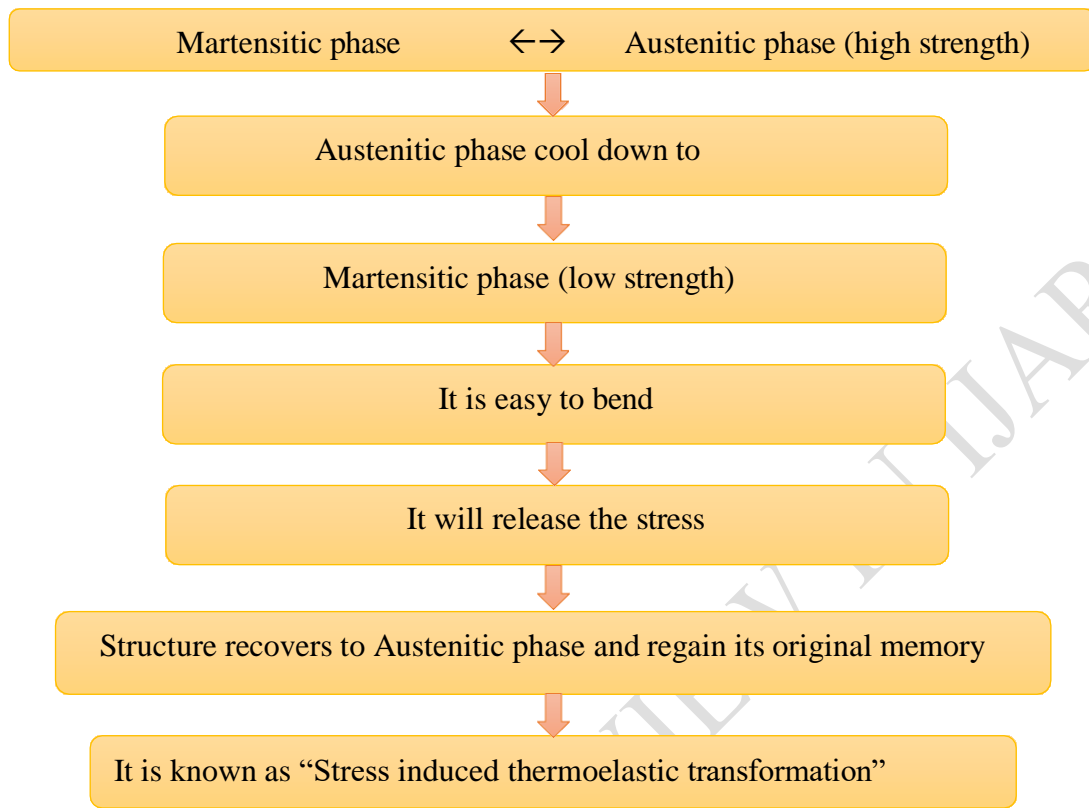 Martensitic phase ←→ Austenitic phase (high strength)
Austenitic phase cool down to
Martensitic phase (low strength)
It is easy to bend
It will release the stress
Structure recovers to Austenitic phase and regain its original memory
It is known as “Stress induced thermoelastic transformation”